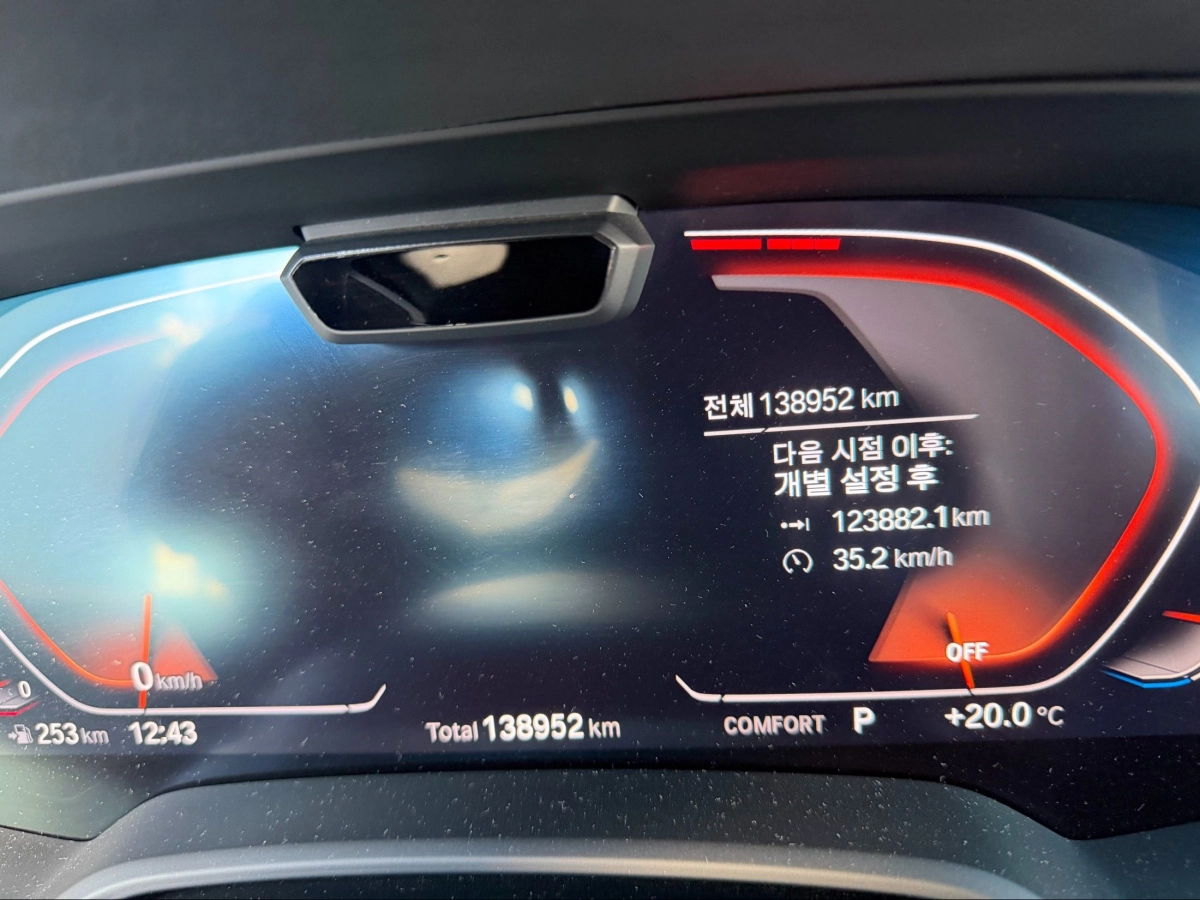 전체 138952 km
다음 시점 이후:
개별 설정 후
123882.1 km
35.2 km/h
OFF
0 km/h
0
253 km 12:43 Total 138952 km COMFORT P +20.0 °C